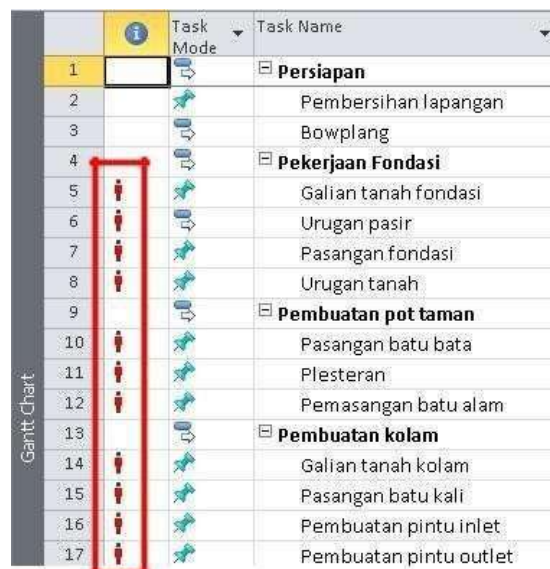 Task Mode Task Name
1 Persiapan
2 Pembersihan lapangan
3 Bowplang
4 Pekerjaan Fondasi
5 Galian tanah fondasi
6 Urugan pasir
7 Pasangan fondasi
8 Urugan tanah
9 Pembuatan pot taman
10 Pasangan batu bata
11 Plesteran
12 Pemasangan batu alam
13 Pembuatan kolam
14 Galian tanah kolam
15 Pasangan batu kali
16 Pembuatan pintu inlet
17 Pembuatan pintu outlet
Gantt Chart